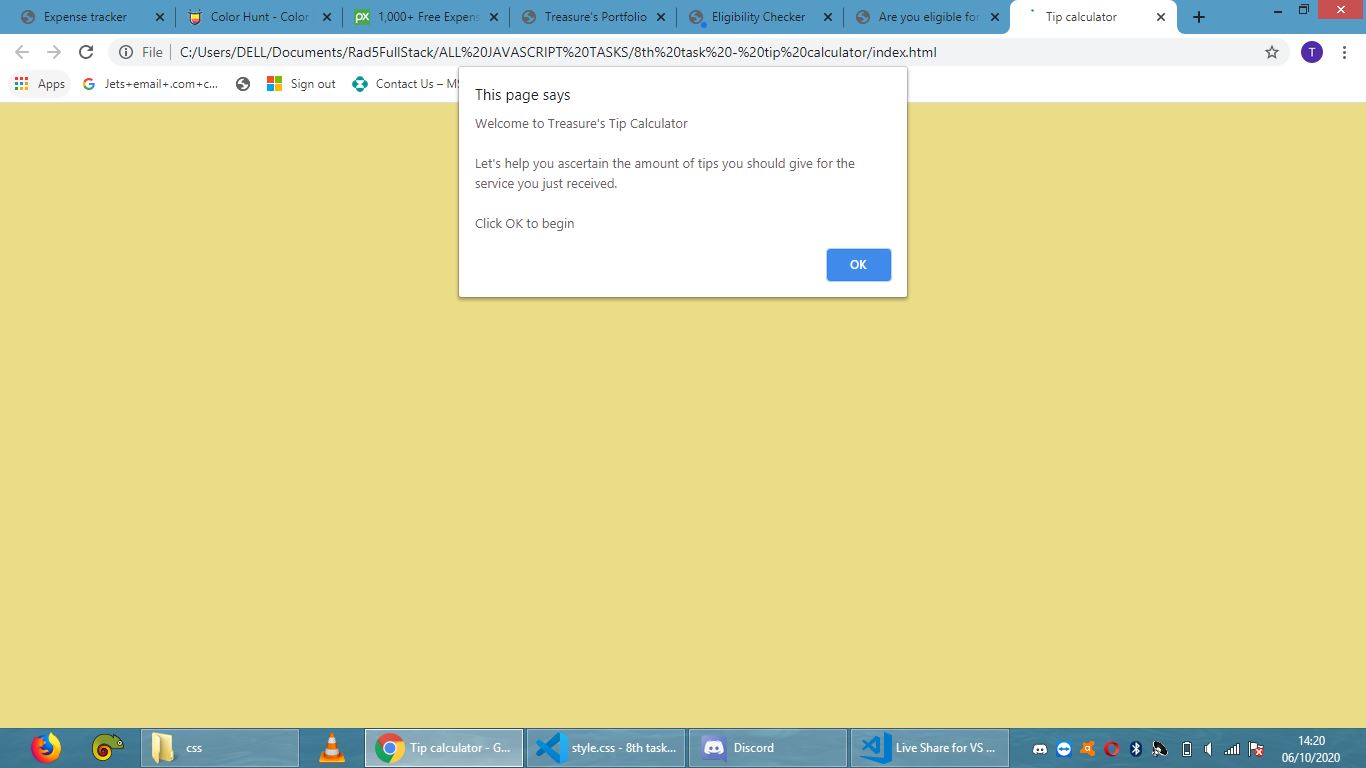 Expense tracker
Color Hunt - Color
1,000+ Free Expens
Treasure's Portfolio
Eligibility Checker
Are you eligible for
Tip calculator
File
C:/Users/DELL/Documents/Rad5FullStack/ALL%20JAVASCRIPT%20TASKS/8th%20task%20-%20tip%20calculator/index.html
T
Apps
Jets+email+.com+c...
Sign out
Contact Us – MS
This page says
Welcome to Treasure's Tip Calculator
Let's help you ascertain the amount of tips you should give for the
service you just received.
Click OK to begin
OK
css
Tip calculator - G...
style.css - 8th task...
Discord
Live Share for VS ...
14:20
06/10/2020